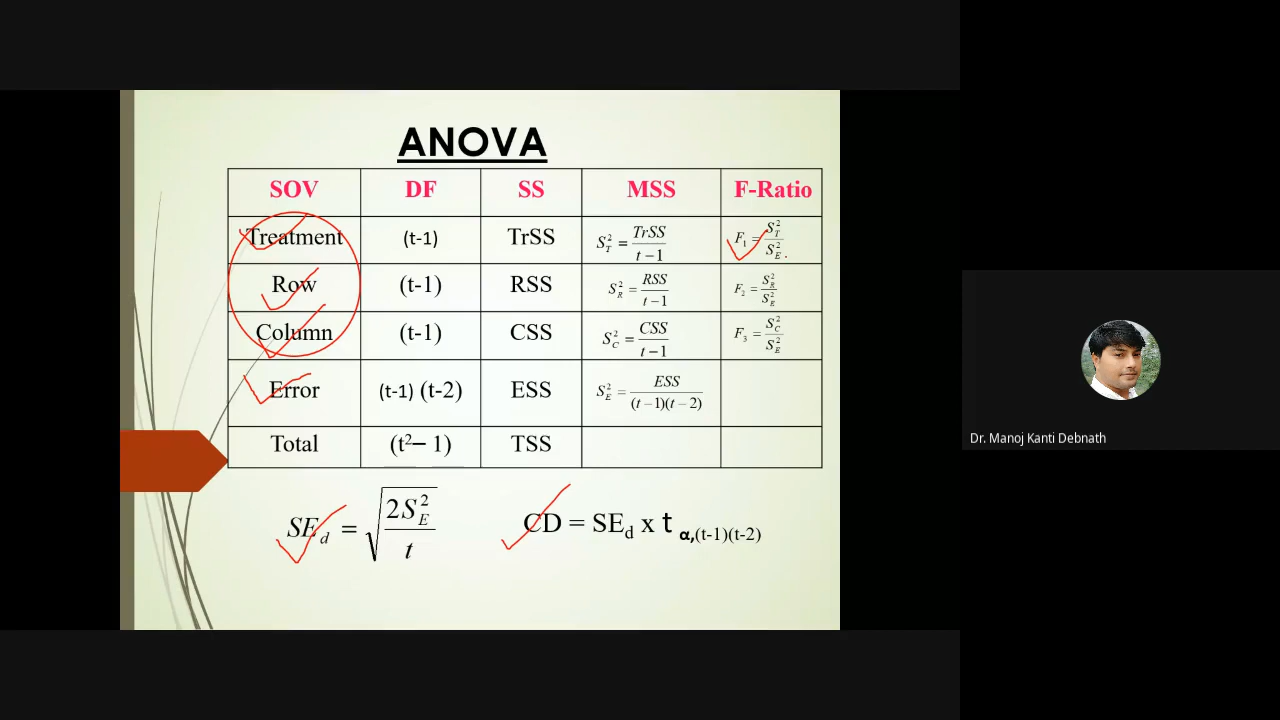 ANOVA
SOV DF SS MSS F-Ratio
Treatment (t-1) TrSS S_T^2 = TrSS / t − 1 F_1 = S_T^2 / S_E^2
Row (t-1) RSS S_R^2 = RSS / t − 1 F_2 = S_R^2 / S_E^2
Column (t-1) CSS S_C^2 = CSS / t − 1 F_3 = S_C^2 / S_E^2
Error (t-1) (t-2) ESS S_E^2 = ESS / (t − 1)(t − 2)
Total (t²− 1) TSS
SE_d = √(2S_E^2 / t) CD = SE_d x t α,(t-1)(t-2)
Dr. Manoj Kanti Debnath